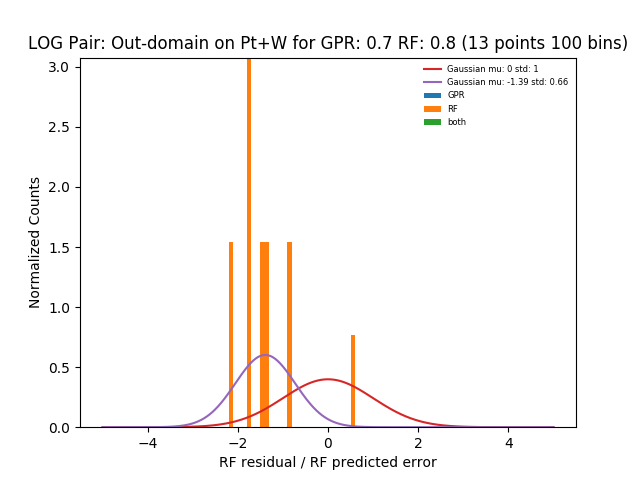 LOG Pair: Out-domain on Pt+W for GPR: 0.7 RF: 0.8 (13 points 100 bins)
Gaussian mu: 0 std: 1
Gaussian mu: -1.39 std: 0.66
GPR
RF
both
Normalized Counts
3.0
2.5
2.0
1.5
1.0
0.5
0.0
−4 −2 0 2 4
RF residual / RF predicted error